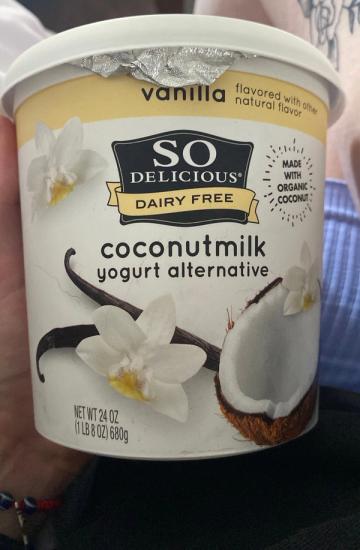 vanilla
flavored with other
natural flavor
SO
DELICIOUS®
DAIRY FREE
MADE
WITH
ORGANIC
COCONUT
coconutmilk
yogurt alternative
NET WT 24 OZ
(1 LB 8 OZ) 680g